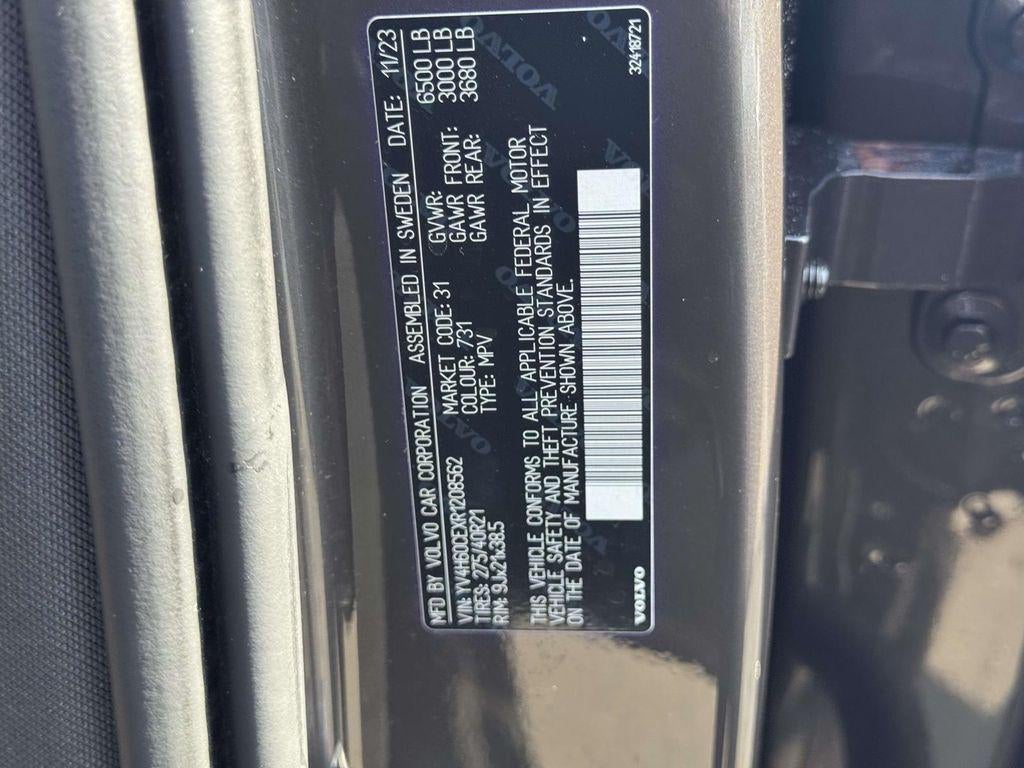 MFD BY VOLVO CAR CORPORATION ASSEMBLED IN SWEDEN DATE: 11/23
VIN: YV4H60CEXR1208562 MARKET CODE: 31 GVWR: 6500 LB
TIRES: 275/40R21 COLOUR: 731 GAWR FRONT: 3000 LB
RIM: 9Jx21x38.5 TYPE: MPV GAWR REAR: 3680 LB
THIS VEHICLE CONFORMS TO ALL APPLICABLE FEDERAL MOTOR
VEHICLE SAFETY AND THEFT PREVENTION STANDARDS IN EFFECT
ON THE DATE OF MANUFACTURE SHOWN ABOVE.
VOLVO 32418721